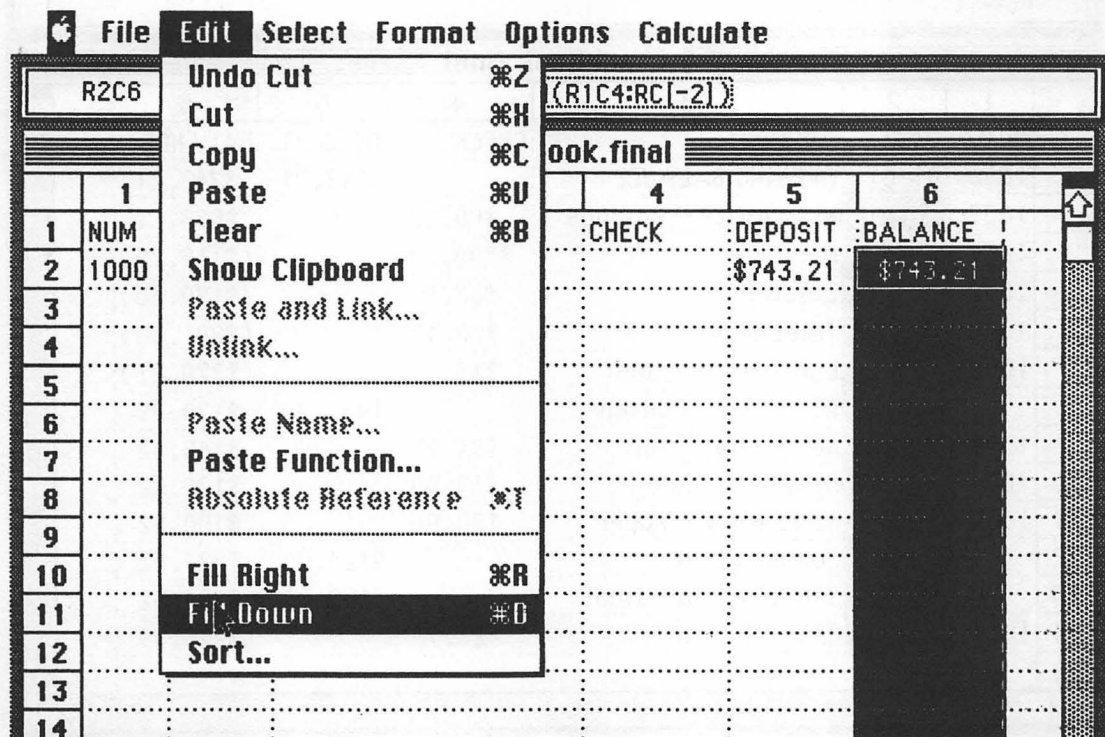 File Edit Select Format Options Calculate
R2C6 (R1C4:RC[-2])
Undo Cut ⌘Z
Cut ⌘X
Copy ⌘C
Paste ⌘V
Clear ⌘B
Show Clipboard
Paste and Link...
Unlink...
Paste Name...
Paste Function...
Absolute Reference ⌘T
Fill Right ⌘R
Fill Down ⌘D
Sort...
ook.final
1 4 5 6
1 NUM CHECK DEPOSIT BALANCE
2 1000 $743.21 $743.21
3
4
5
6
7
8
9
10
11
12
13
14